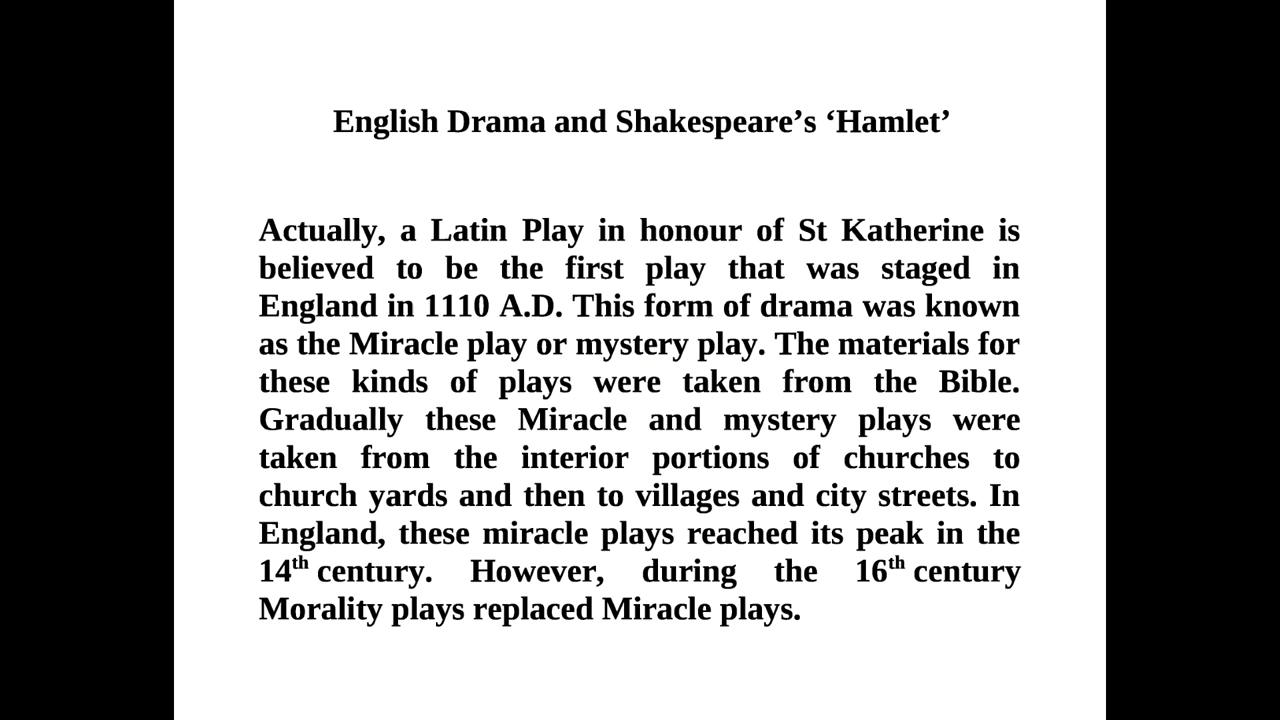 English Drama and Shakespeare’s ‘Hamlet’
Actually, a Latin Play in honour of St Katherine is
believed to be the first play that was staged in
England in 1110 A.D. This form of drama was known
as the Miracle play or mystery play. The materials for
these kinds of plays were taken from the Bible.
Gradually these Miracle and mystery plays were
taken from the interior portions of churches to
church yards and then to villages and city streets. In
England, these miracle plays reached its peak in the
14th century. However, during the 16th century
Morality plays replaced Miracle plays.